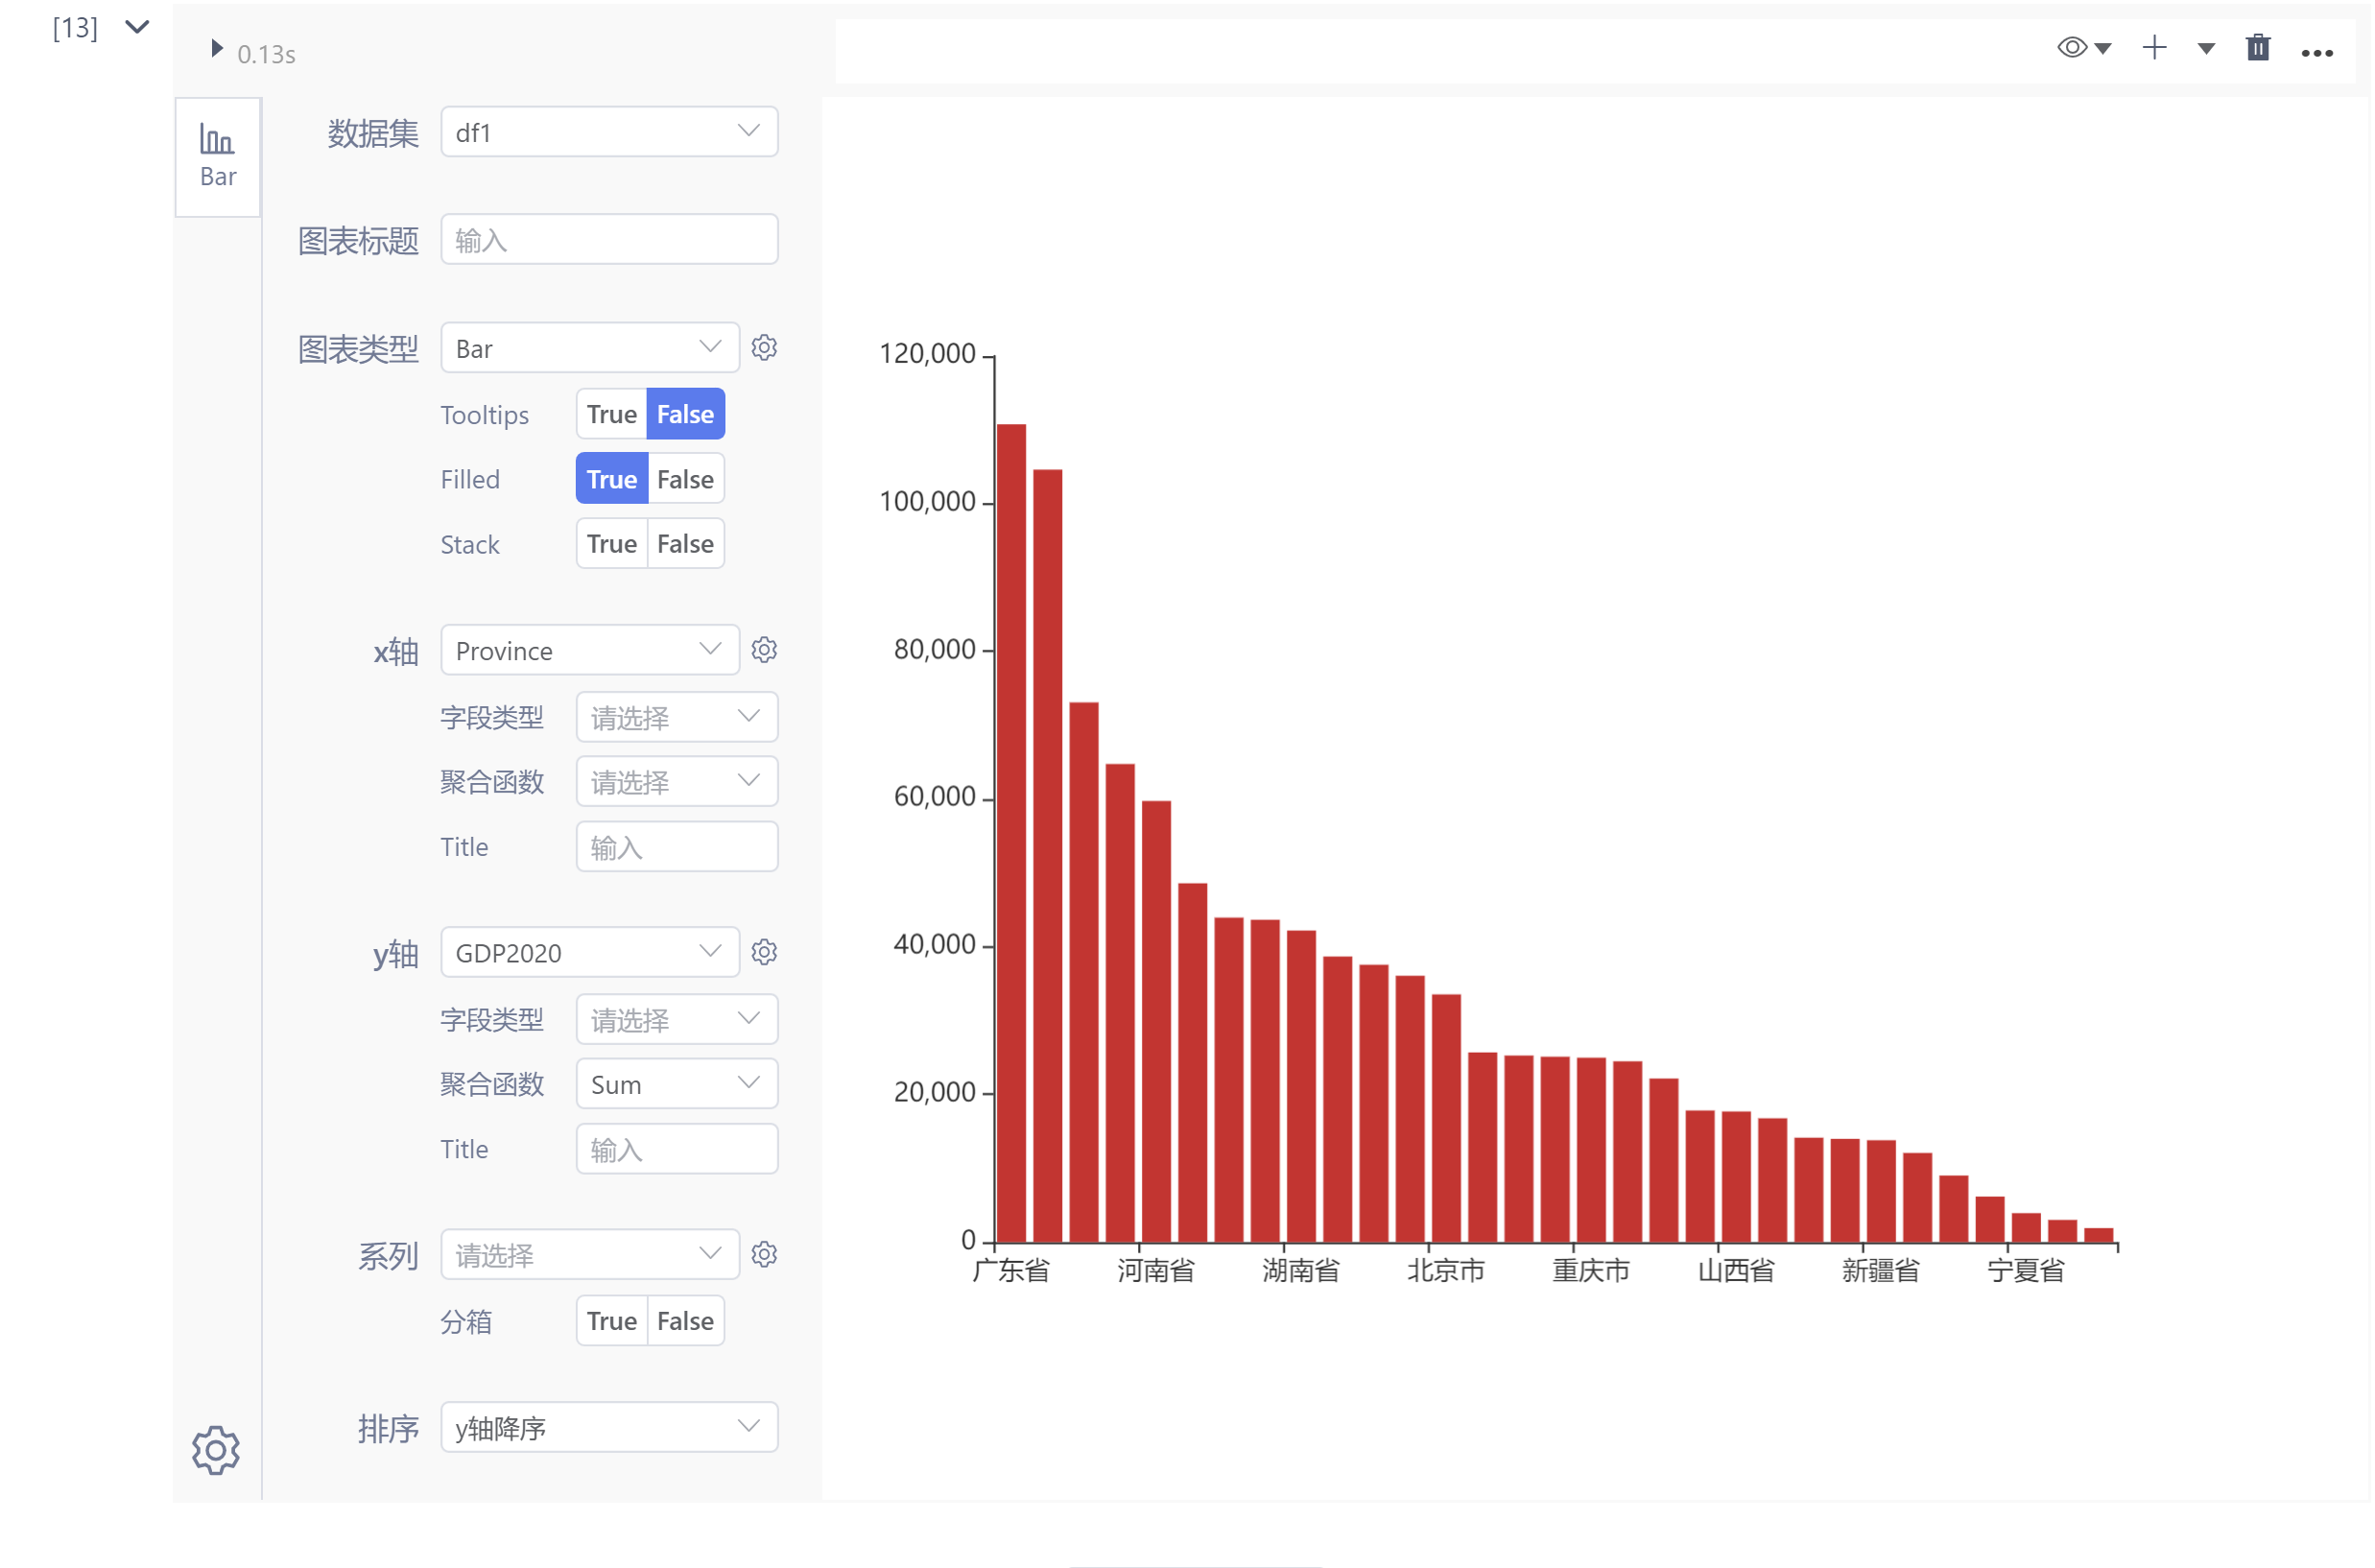 [13]
0.13s
Bar
数据集 df1
图表标题 输入
图表类型 Bar
Tooltips True False
Filled True False
Stack True False
x轴 Province
字段类型 请选择
聚合函数 请选择
Title 输入
y轴 GDP2020
字段类型 请选择
聚合函数 Sum
Title 输入
系列 请选择
分箱 True False
排序 y轴降序
120,000
100,000
80,000
60,000
40,000
20,000
0
广东省 河南省 湖南省 北京市 重庆市 山西省 新疆省 宁夏省